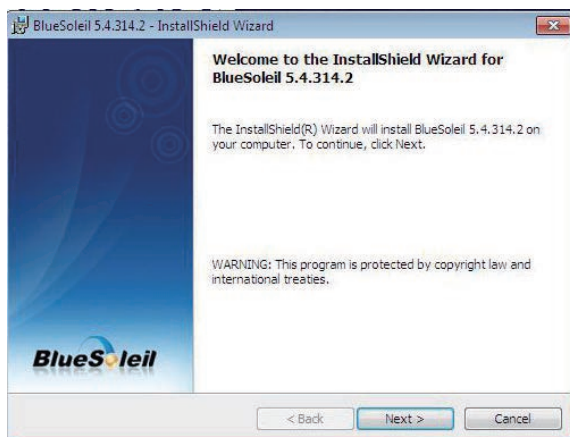 BlueSoleil 5.4.314.2 - InstallShield Wizard
Welcome to the InstallShield Wizard for
BlueSoleil 5.4.314.2
The InstallShield(R) Wizard will install BlueSoleil 5.4.314.2 on
your computer. To continue, click Next.
WARNING: This program is protected by copyright law and
international treaties.
BlueSoleil
< Back
Next >
Cancel